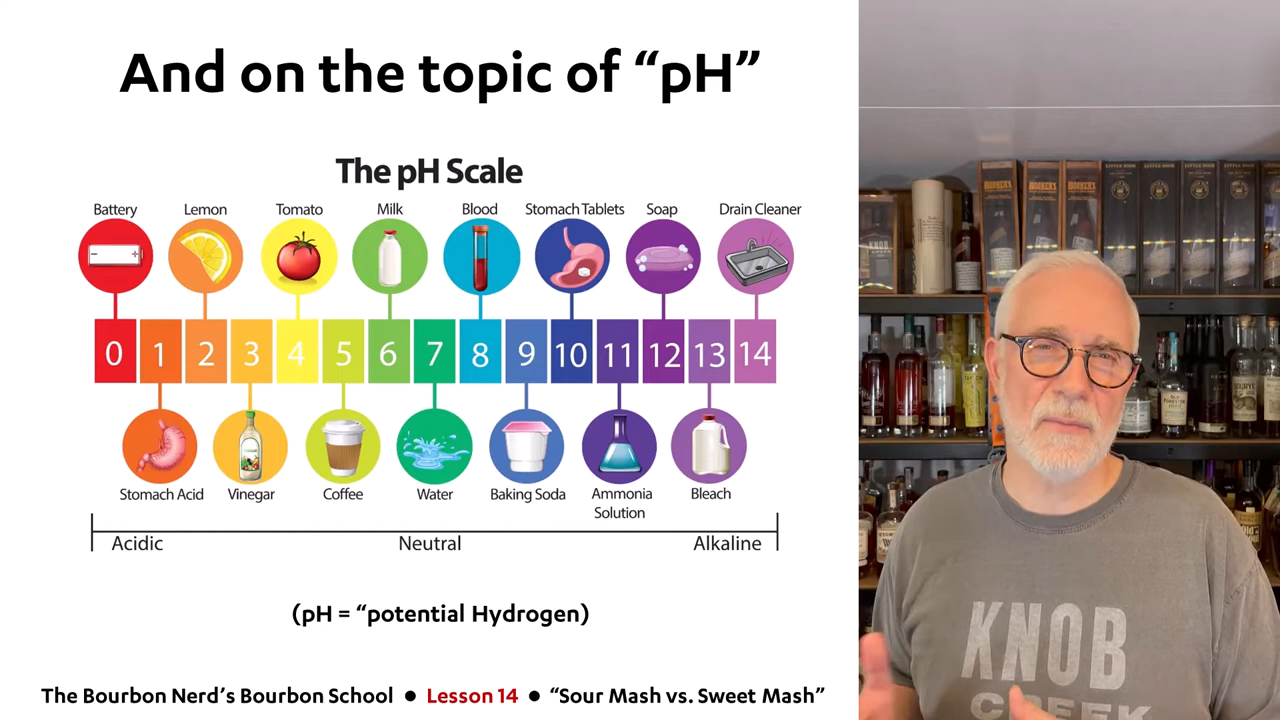 And on the topic of “pH”
The pH Scale
Battery Lemon Tomato Milk Blood Stomach Tablets Soap Drain Cleaner
0 1 2 3 4 5 6 7 8 9 10 11 12 13 14
Stomach Acid Vinegar Coffee Water Baking Soda Ammonia Solution Bleach
Acidic Neutral Alkaline
(pH = “potential Hydrogen)
The Bourbon Nerd’s Bourbon School ● Lesson 14 ● “Sour Mash vs. Sweet Mash”
KNOB
CREEK
KNOB
CREEK